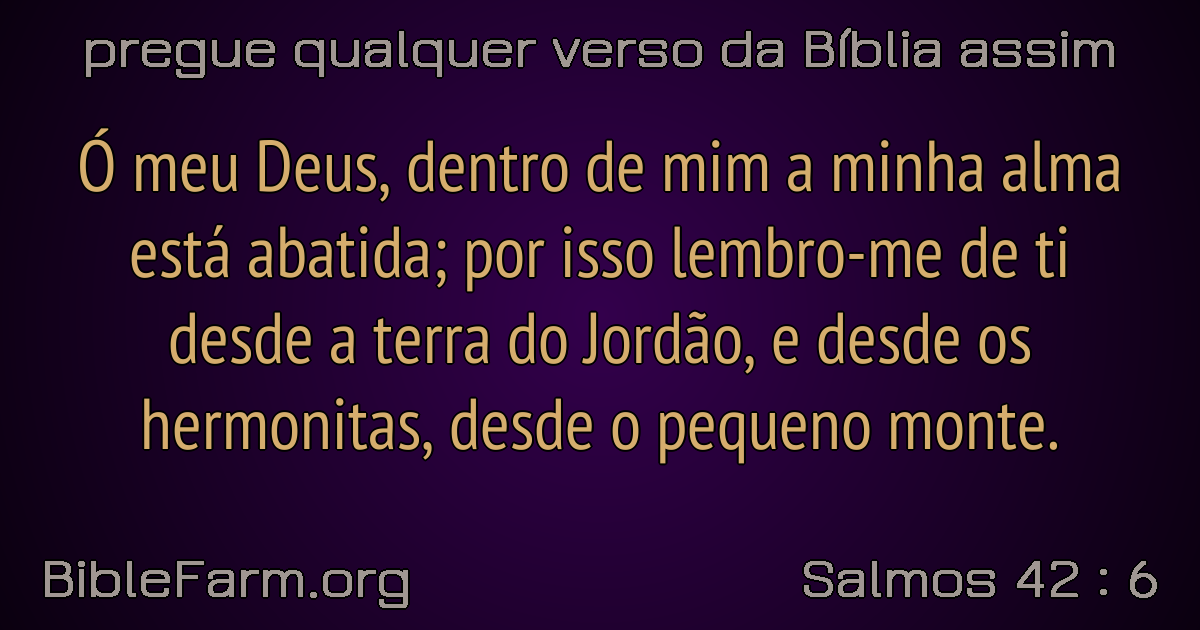 pregue qualquer verso da Bíblia assim
Ó meu Deus, dentro de mim a minha alma
está abatida; por isso lembro-me de ti
desde a terra do Jordão, e desde os
hermonitas, desde o pequeno monte.
BibleFarm.org
Salmos 42 : 6